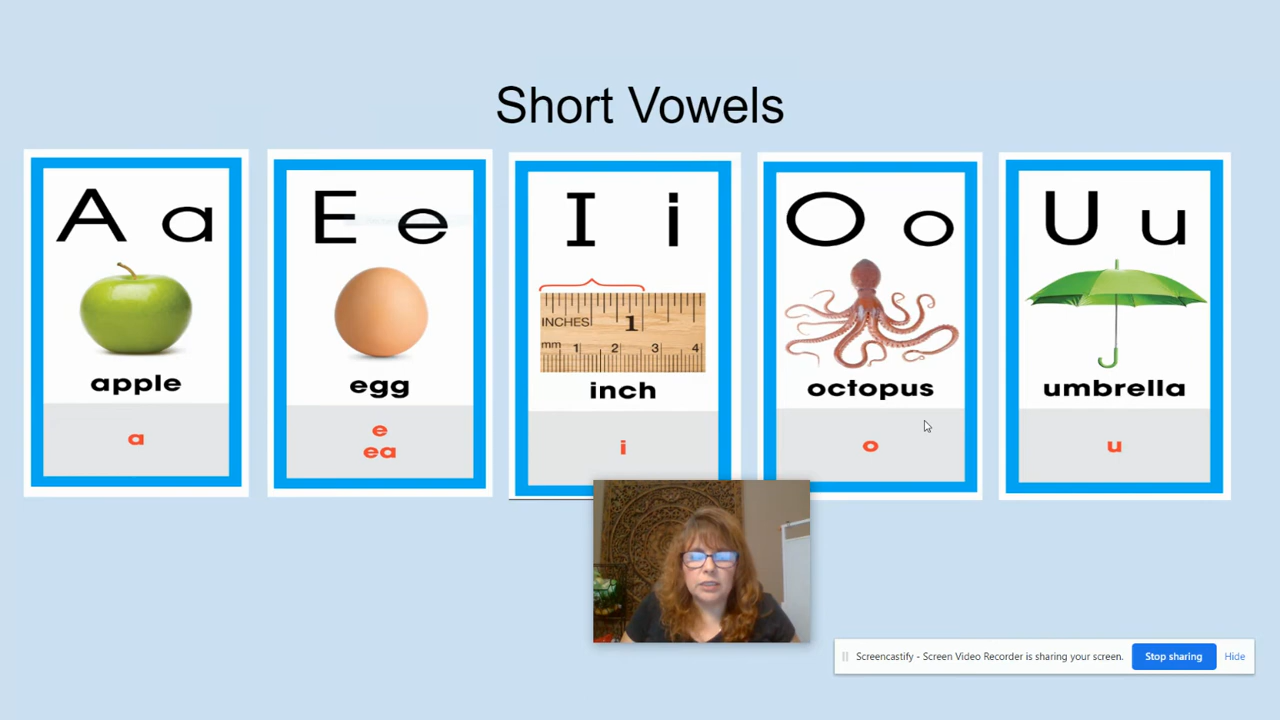 Short Vowels
A a
apple
a
E e
egg
e
ea
I i
INCHES
1
mm 1 2 3 4
inch
i
O o
octopus
o
U u
umbrella
u
Screencastify - Screen Video Recorder is sharing your screen.
Stop sharing
Hide